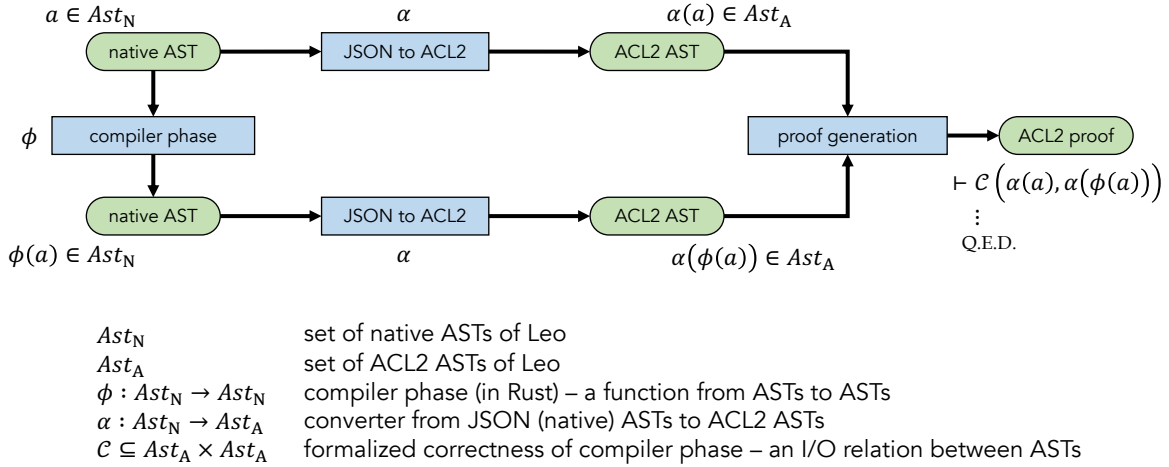 a ∈ Ast_N α α(a) ∈ Ast_A
native AST JSON to ACL2 ACL2 AST
ϕ compiler phase proof generation ACL2 proof
⊢ 𝒞(α(a), α(ϕ(a)))
⋮
Q.E.D.
native AST JSON to ACL2 ACL2 AST
ϕ(a) ∈ Ast_N α α(ϕ(a)) ∈ Ast_A
Ast_N set of native ASTs of Leo
Ast_A set of ACL2 ASTs of Leo
ϕ : Ast_N → Ast_N compiler phase (in Rust) – a function from ASTs to ASTs
α : Ast_N → Ast_A converter from JSON (native) ASTs to ACL2 ASTs
𝒞 ⊆ Ast_A × Ast_A formalized correctness of compiler phase – an I/O relation between ASTs